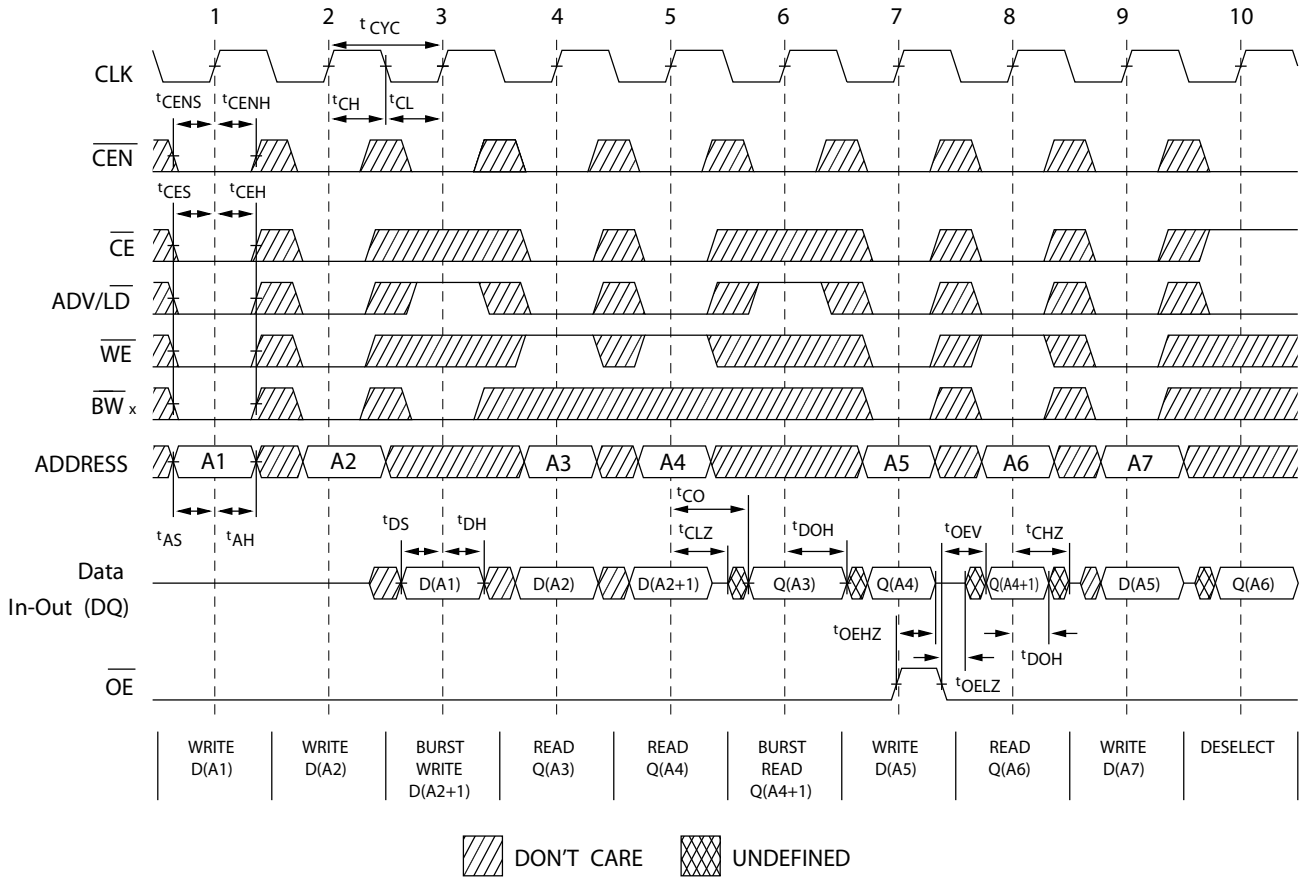 1 2 3 4 5 6 7 8 9 10
tCYC
CLK
tCENS tCENH tCH tCL
CEN
tCES tCEH
CE
ADV/LD
WE
BW x
ADDRESS A1 A2 A3 A4 A5 A6 A7
tCO
tAS tAH tDS tDH tCLZ tDOH tOEV tCHZ
Data
In-Out (DQ)
D(A1) D(A2) D(A2+1) Q(A3) Q(A4) Q(A4+1) D(A5) Q(A6)
tOEHZ tDOH
tOELZ
OE
WRITE
D(A1)
WRITE
D(A2)
BURST
WRITE
D(A2+1)
READ
Q(A3)
READ
Q(A4)
BURST
READ
Q(A4+1)
WRITE
D(A5)
READ
Q(A6)
WRITE
D(A7)
DESELECT
DON'T CARE UNDEFINED